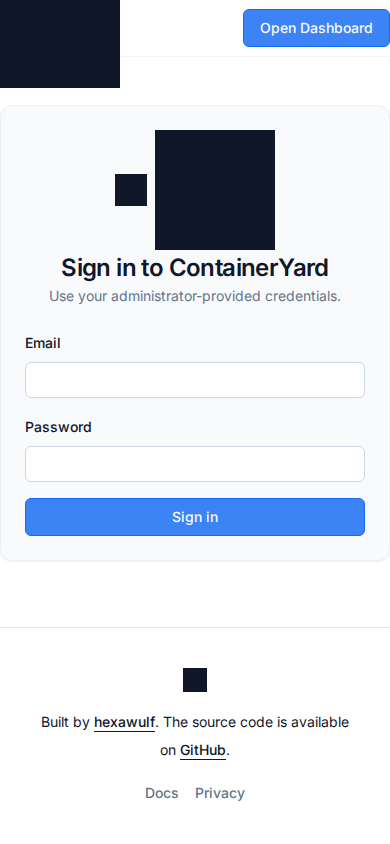 Open Dashboard
Sign in to ContainerYard
Use your administrator-provided credentials.
Email
Password
Sign in
Built by hexawulf. The source code is available
on GitHub.
Docs Privacy